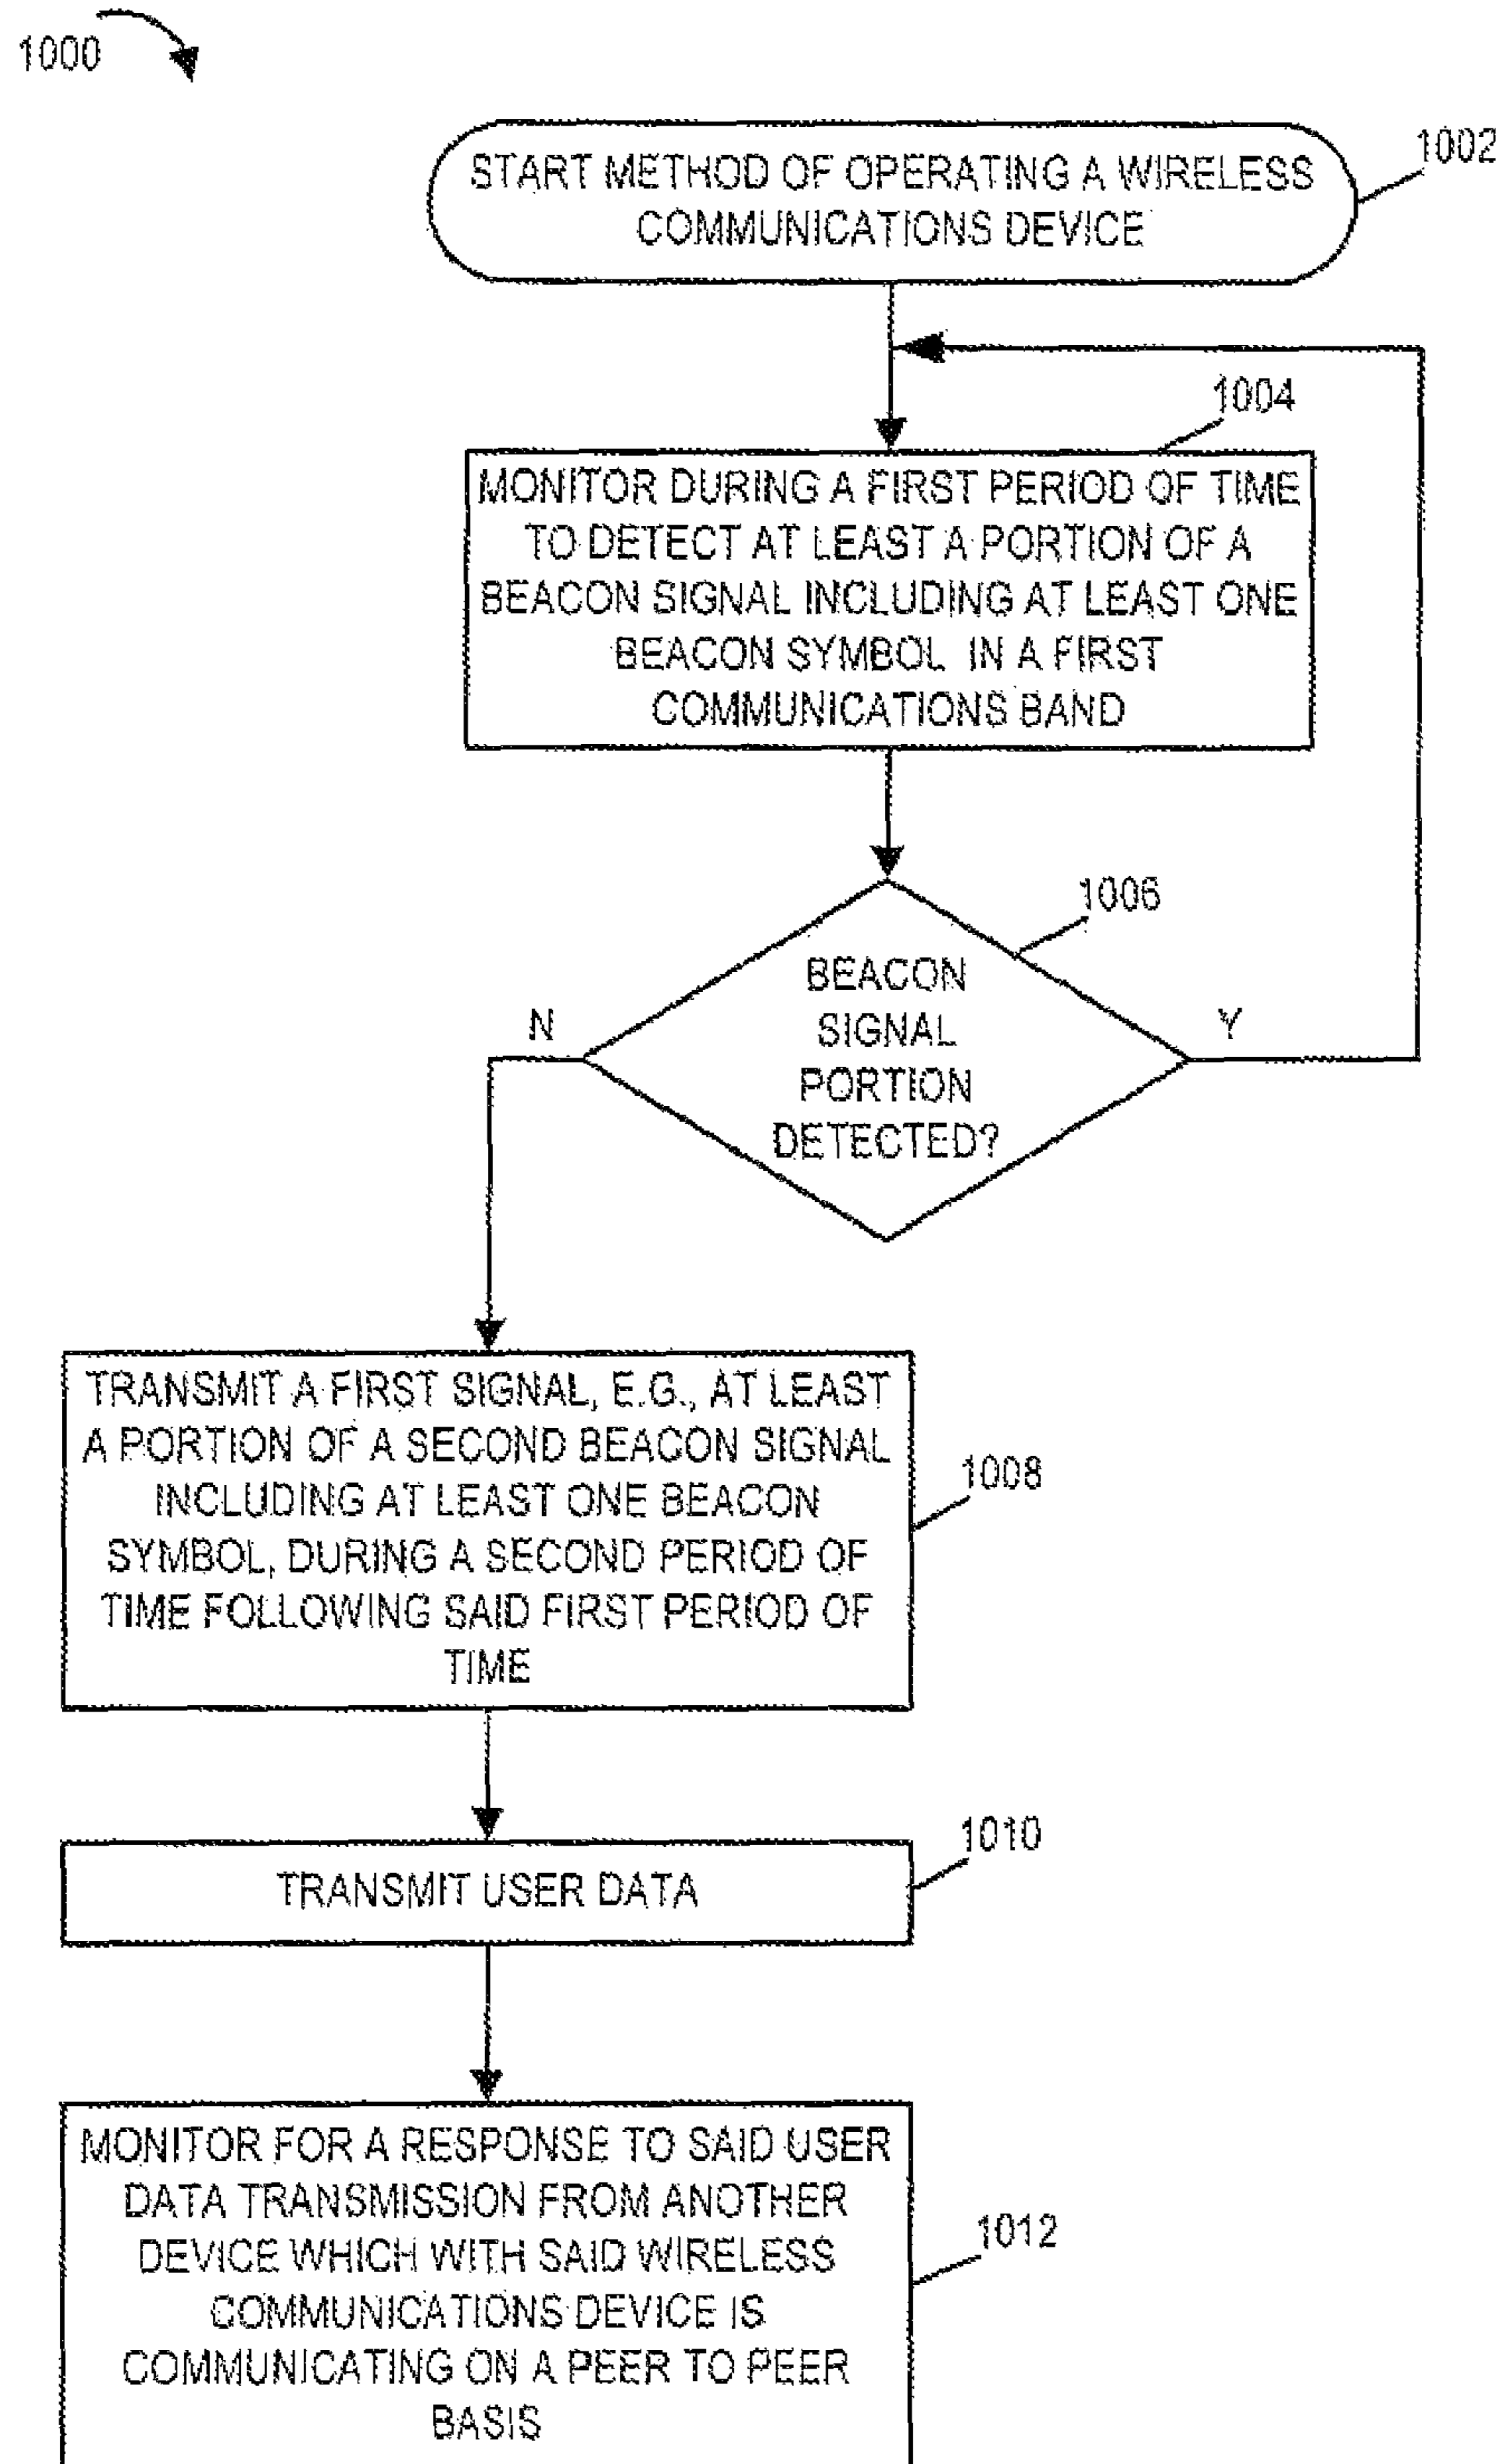 1000
START METHOD OF OPERATING A WIRELESS
COMMUNICATIONS DEVICE
1002
1004
MONITOR DURING A FIRST PERIOD OF TIME
TO DETECT AT LEAST A PORTION OF A
BEACON SIGNAL INCLUDING AT LEAST ONE
BEACON SYMBOL IN A FIRST
COMMUNICATIONS BAND
1006
BEACON
SIGNAL
PORTION
DETECTED?
N
Y
TRANSMIT A FIRST SIGNAL, E.G., AT LEAST
A PORTION OF A SECOND BEACON SIGNAL
INCLUDING AT LEAST ONE BEACON
SYMBOL, DURING A SECOND PERIOD OF
TIME FOLLOWING SAID FIRST PERIOD OF
TIME
1008
TRANSMIT USER DATA
1010
MONITOR FOR A RESPONSE TO SAID USER
DATA TRANSMISSION FROM ANOTHER
DEVICE WHICH WITH SAID WIRELESS
COMMUNICATIONS DEVICE IS
COMMUNICATING ON A PEER TO PEER
BASIS
1012